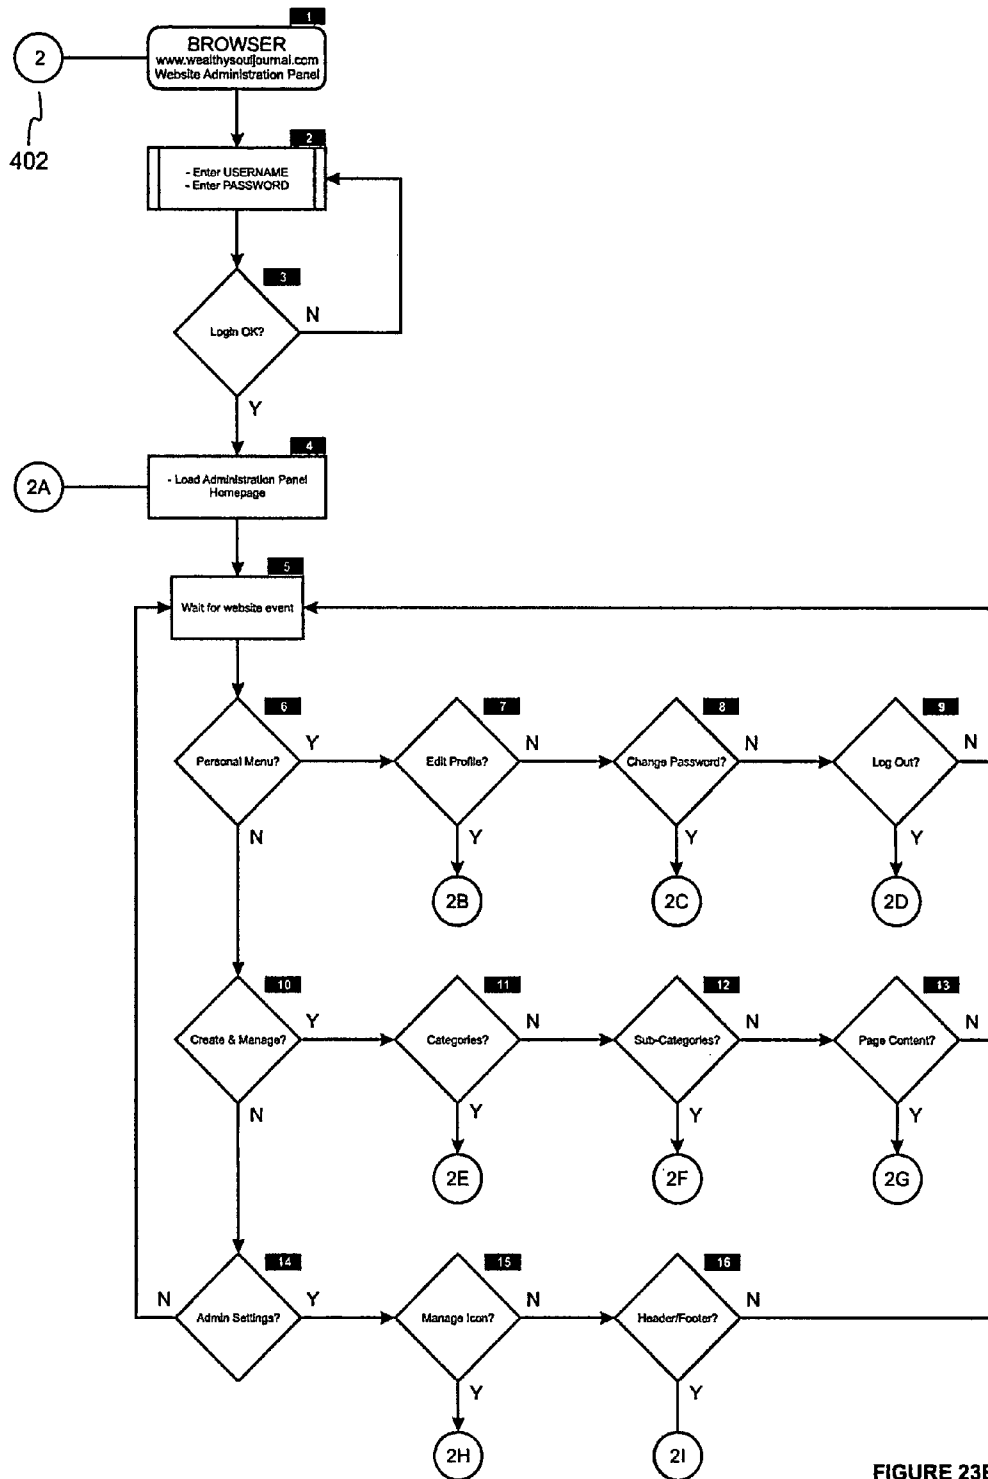 1
BROWSER
www.wealthysouljournal.com
Website Administration Panel
2
402
2
- Enter USERNAME
- Enter PASSWORD
3
Login OK?
N
Y
4
- Load Administration Panel
Homepage
2A
5
Wait for website event
6
Personal Menu?
Y
N
7
Edit Profile?
N
Y
2B
8
Change Password?
N
Y
2C
9
Log Out?
N
Y
2D
10
Create & Manage?
Y
N
11
Categories?
N
Y
2E
12
Sub-Categories?
N
Y
2F
13
Page Content?
N
Y
2G
14
Admin Settings?
N
Y
15
Manage Icon?
N
Y
2H
16
Header/Footer?
N
Y
2I